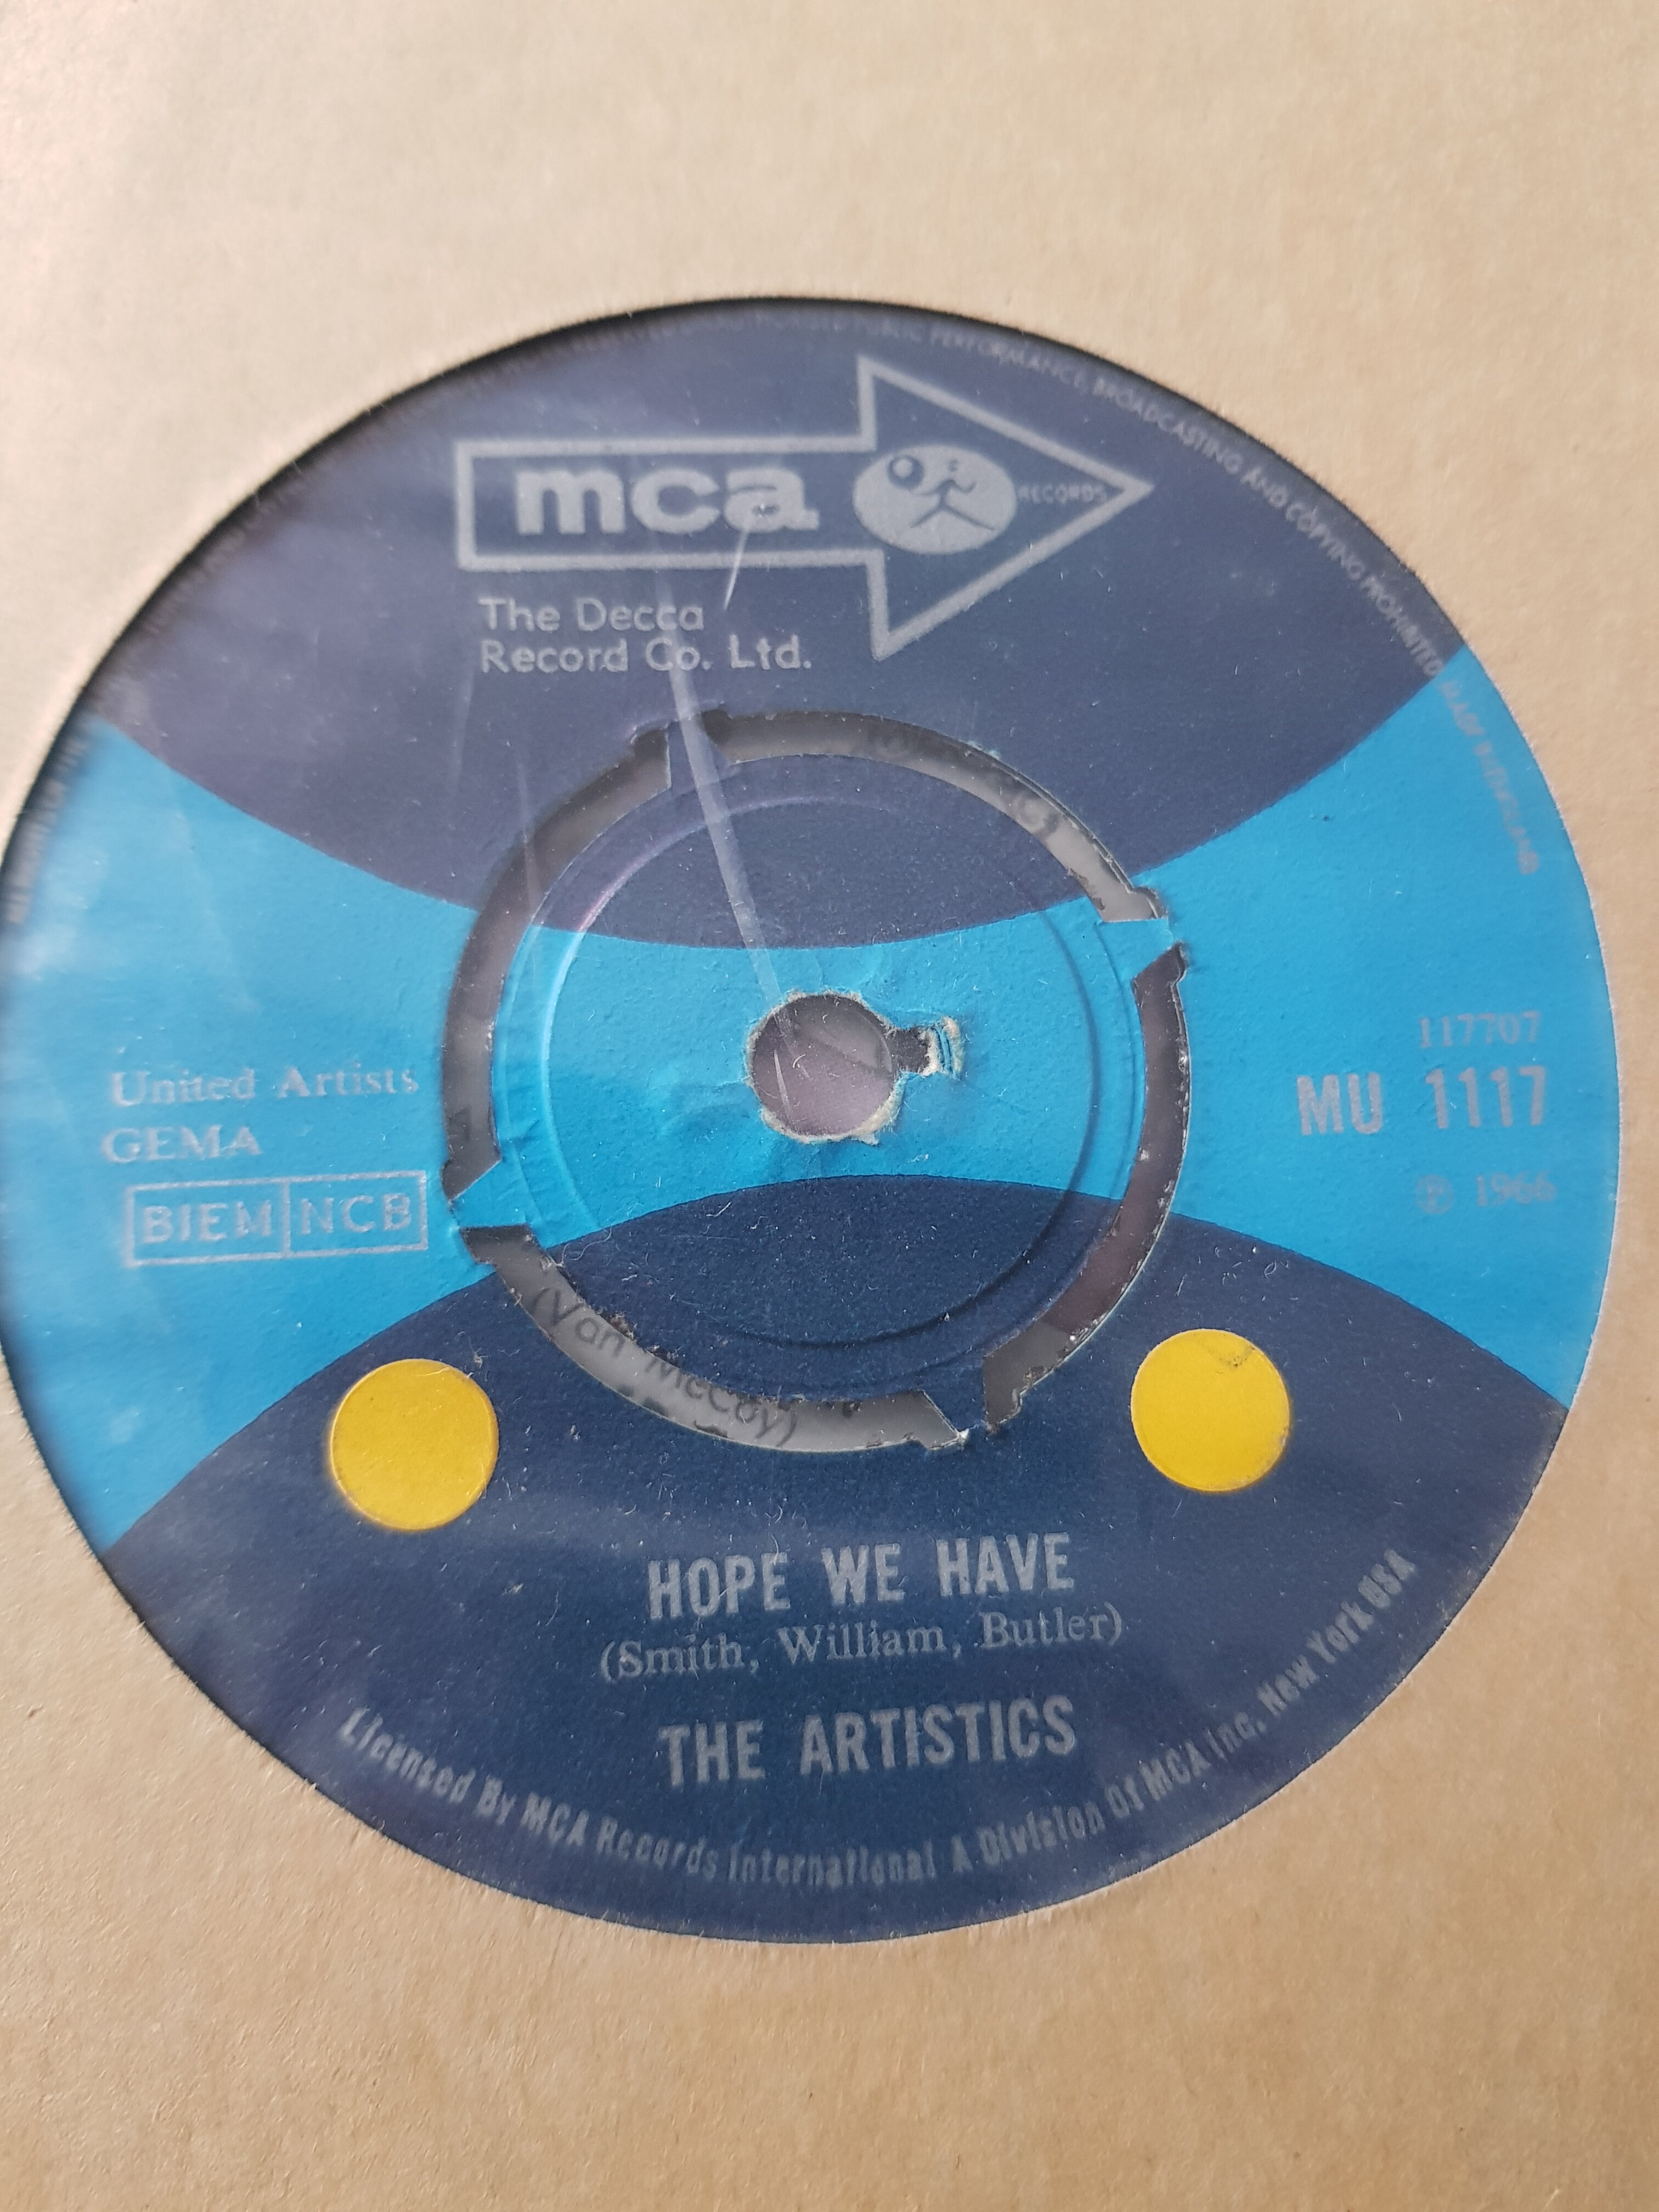 PUBLIC PERFORMANCE, BROADCASTING AND COPYING PROHIBITED
mca
RECORDS
The Decca
Record Co. Ltd.
United Artists
GEMA
BIEM NCB
117707
MU 1117
℗ 1966
(Van McCoy)
HOPE WE HAVE
(Smith, William, Butler)
THE ARTISTICS
Licensed By MCA Records International A Division Of MCA Inc, New York USA